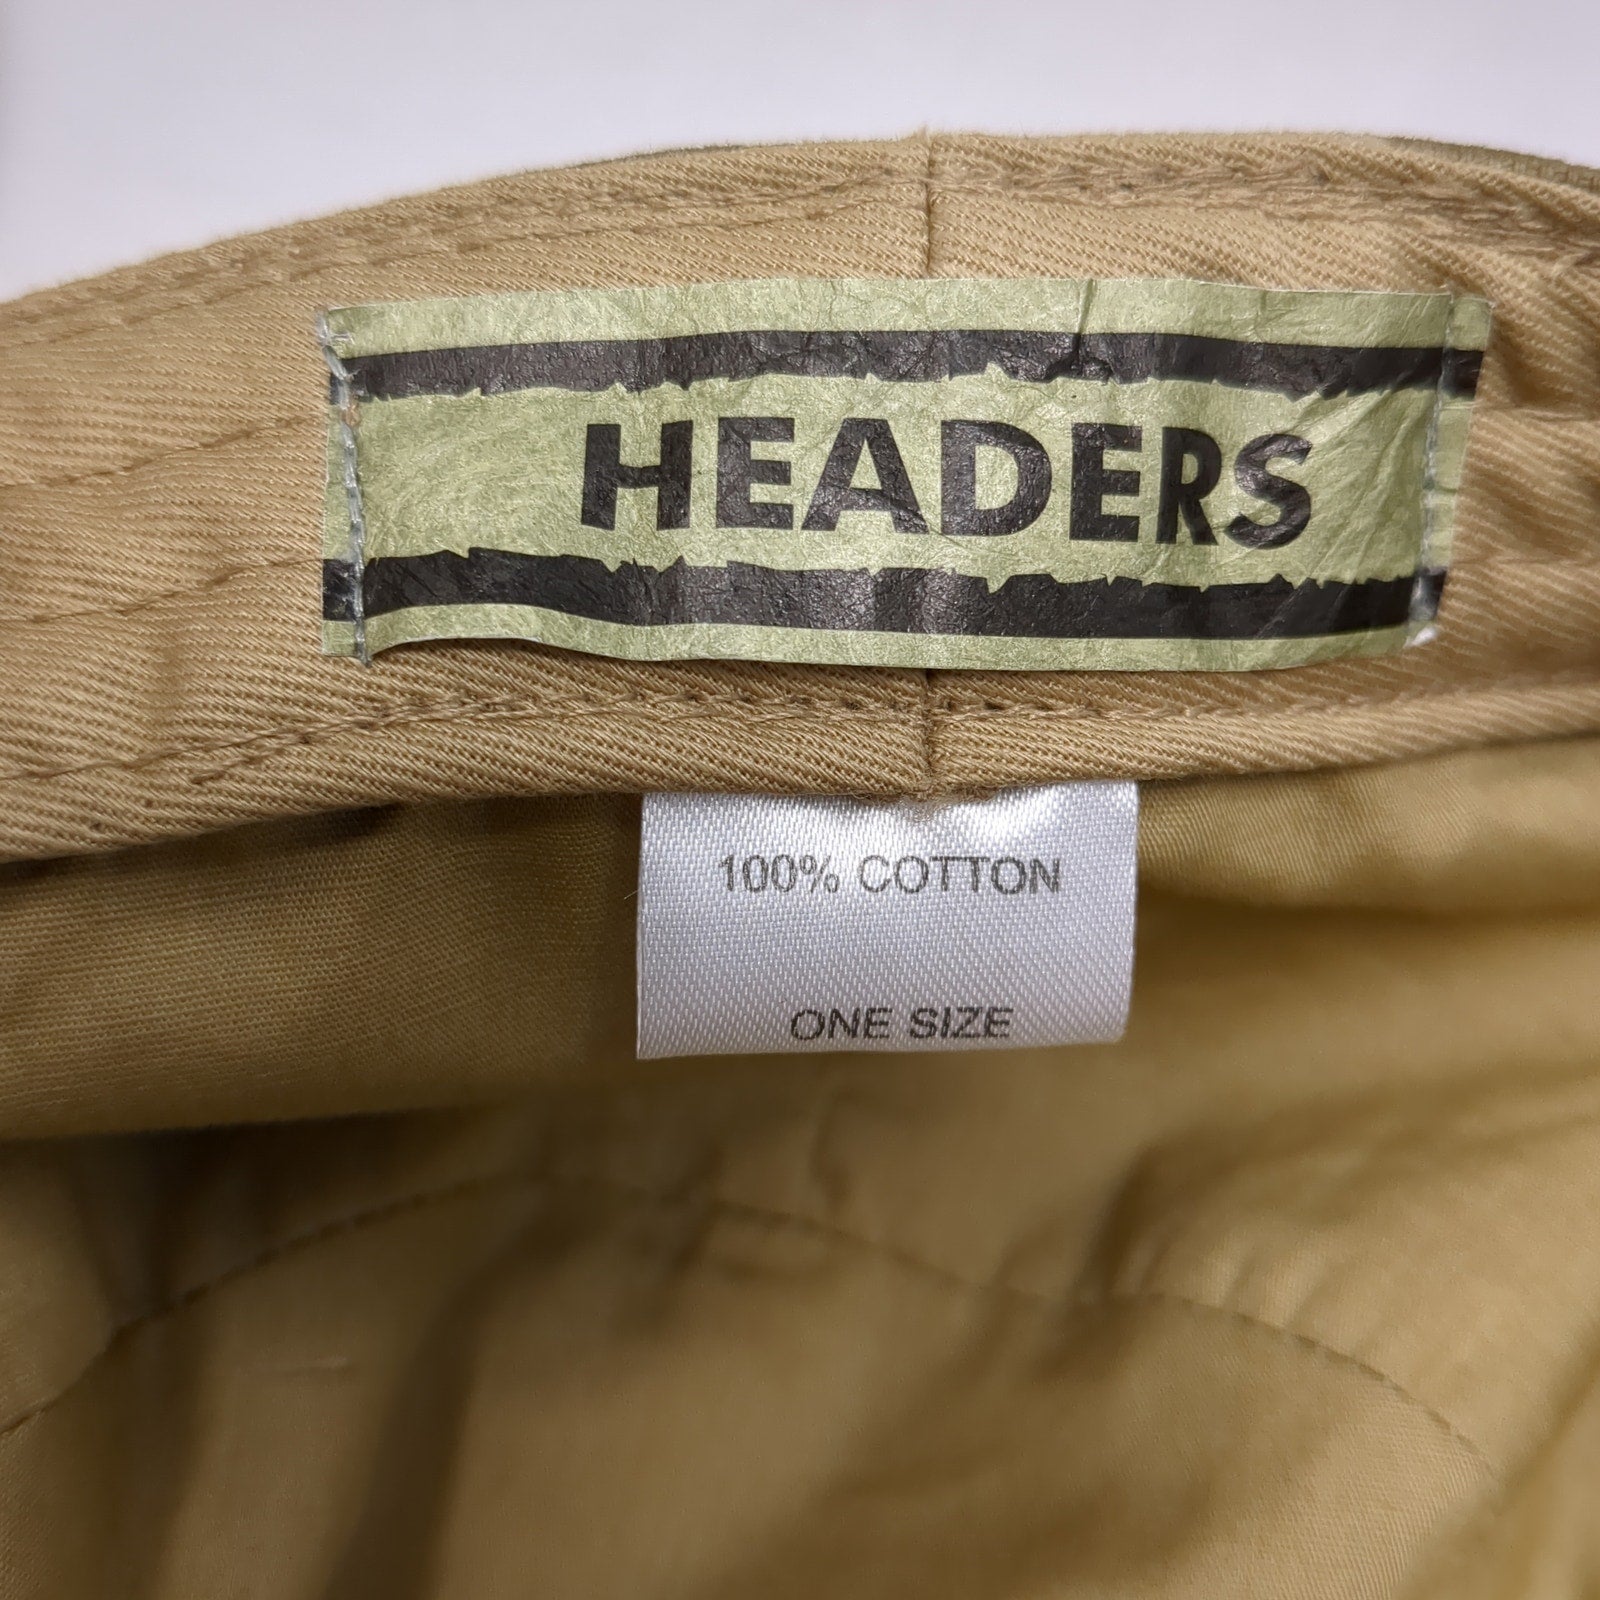 HEADERS
100% COTTON
ONE SIZE